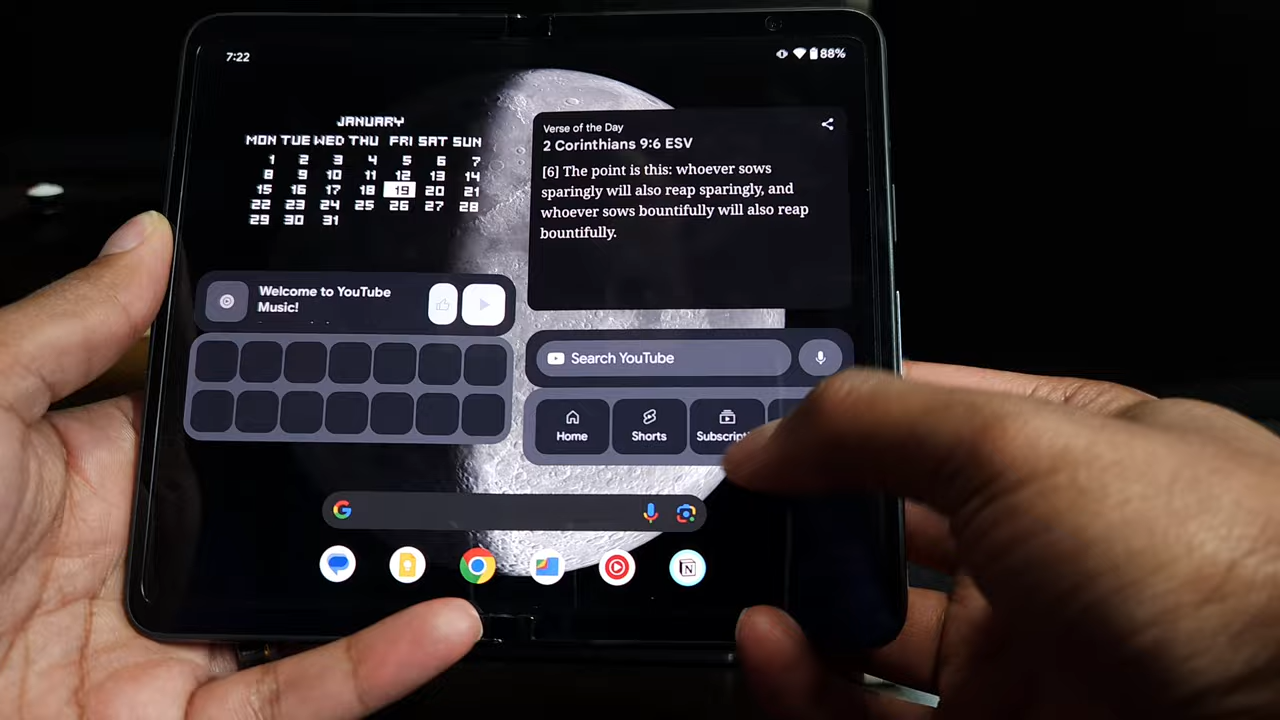 7:22
88%
JANUARY
MON TUE WED THU FRI SAT SUN
1 2 3 4 5 6 7
8 9 10 11 12 13 14
15 16 17 18 19 20 21
22 23 24 25 26 27 28
29 30 31
Verse of the Day
2 Corinthians 9:6 ESV
[6] The point is this: whoever sows
sparingly will also reap sparingly, and
whoever sows bountifully will also reap
bountifully.
Welcome to YouTube
Music!
Search YouTube
Home
Shorts
G
N